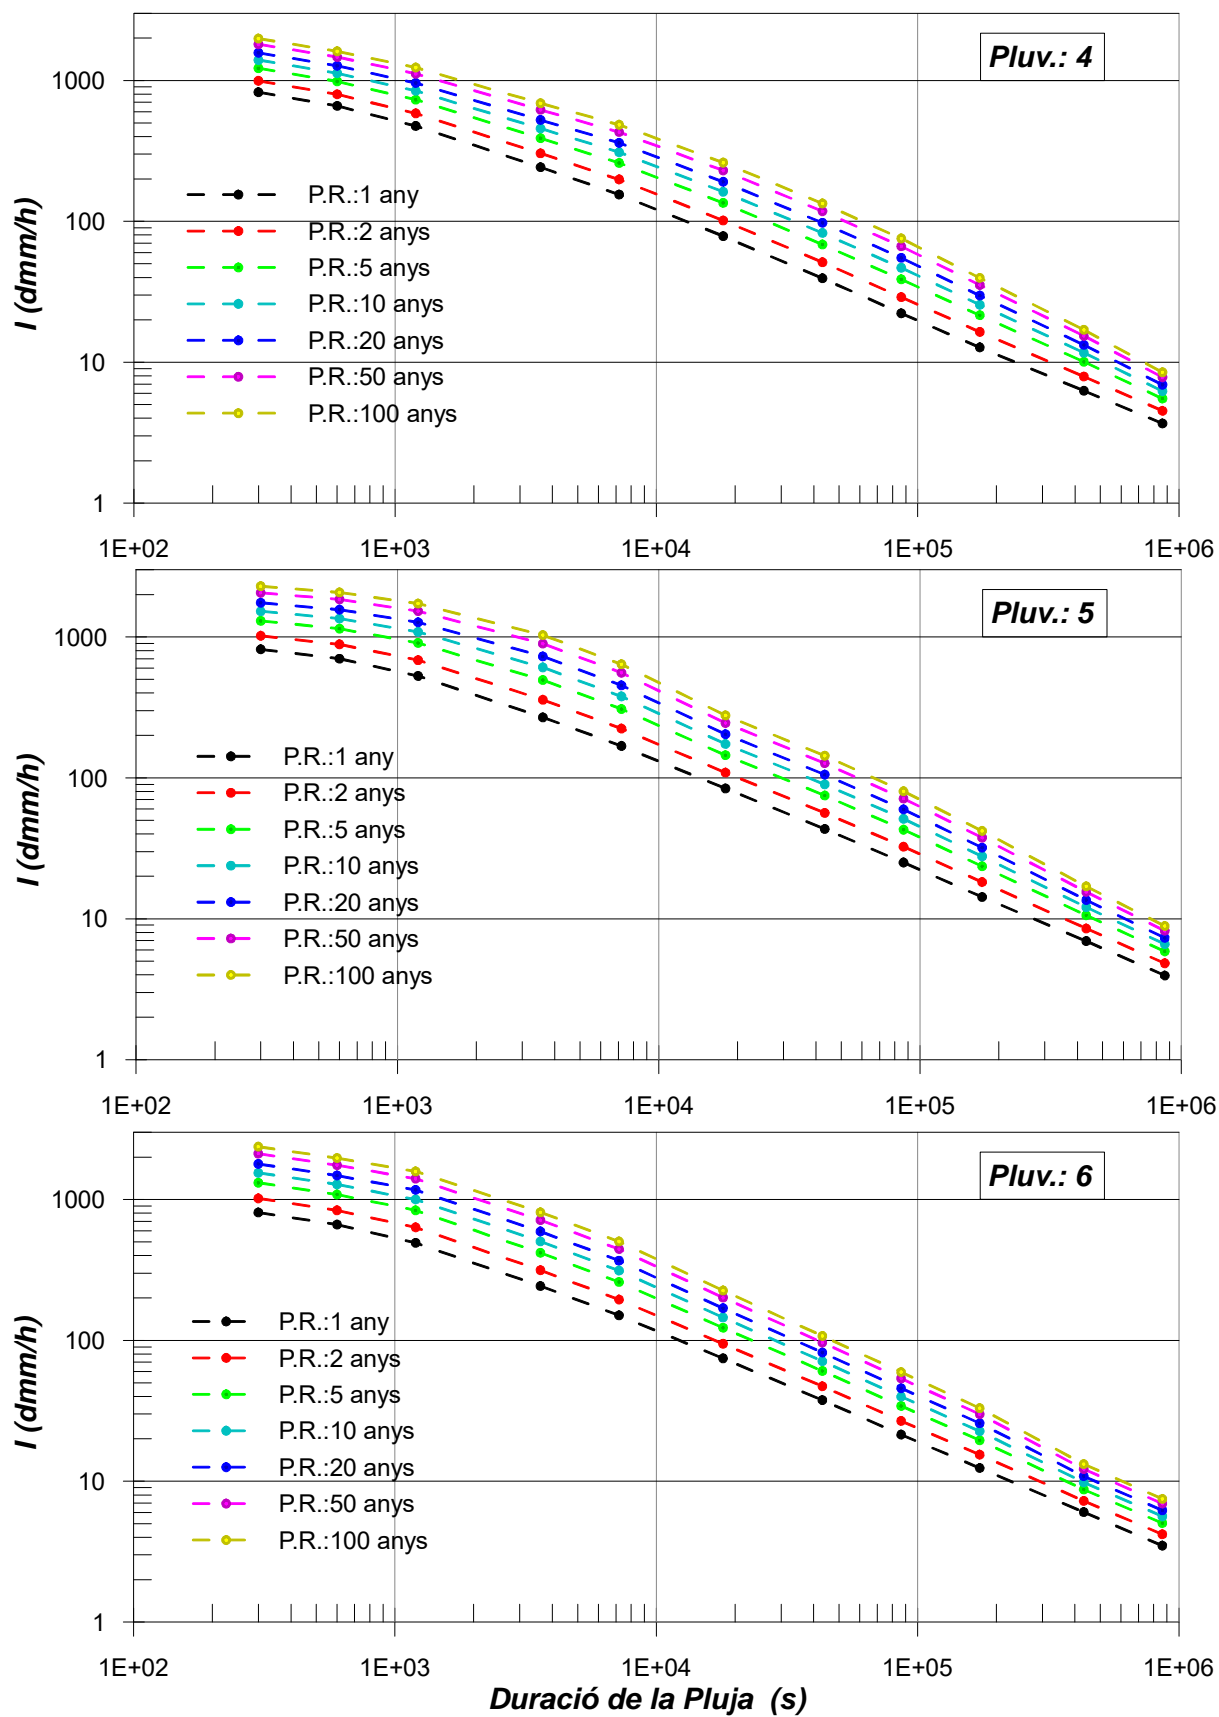 Pluv.: 4
1000
100
10
1
I (dmm/h)
P.R.:1 any
P.R.:2 anys
P.R.:5 anys
P.R.:10 anys
P.R.:20 anys
P.R.:50 anys
P.R.:100 anys
1E+02 1E+03 1E+04 1E+05 1E+06
Pluv.: 5
1000
100
10
1
I (dmm/h)
P.R.:1 any
P.R.:2 anys
P.R.:5 anys
P.R.:10 anys
P.R.:20 anys
P.R.:50 anys
P.R.:100 anys
1E+02 1E+03 1E+04 1E+05 1E+06
Pluv.: 6
1000
100
10
1
I (dmm/h)
P.R.:1 any
P.R.:2 anys
P.R.:5 anys
P.R.:10 anys
P.R.:20 anys
P.R.:50 anys
P.R.:100 anys
1E+02 1E+03 1E+04 1E+05 1E+06
Duració de la Pluja (s)